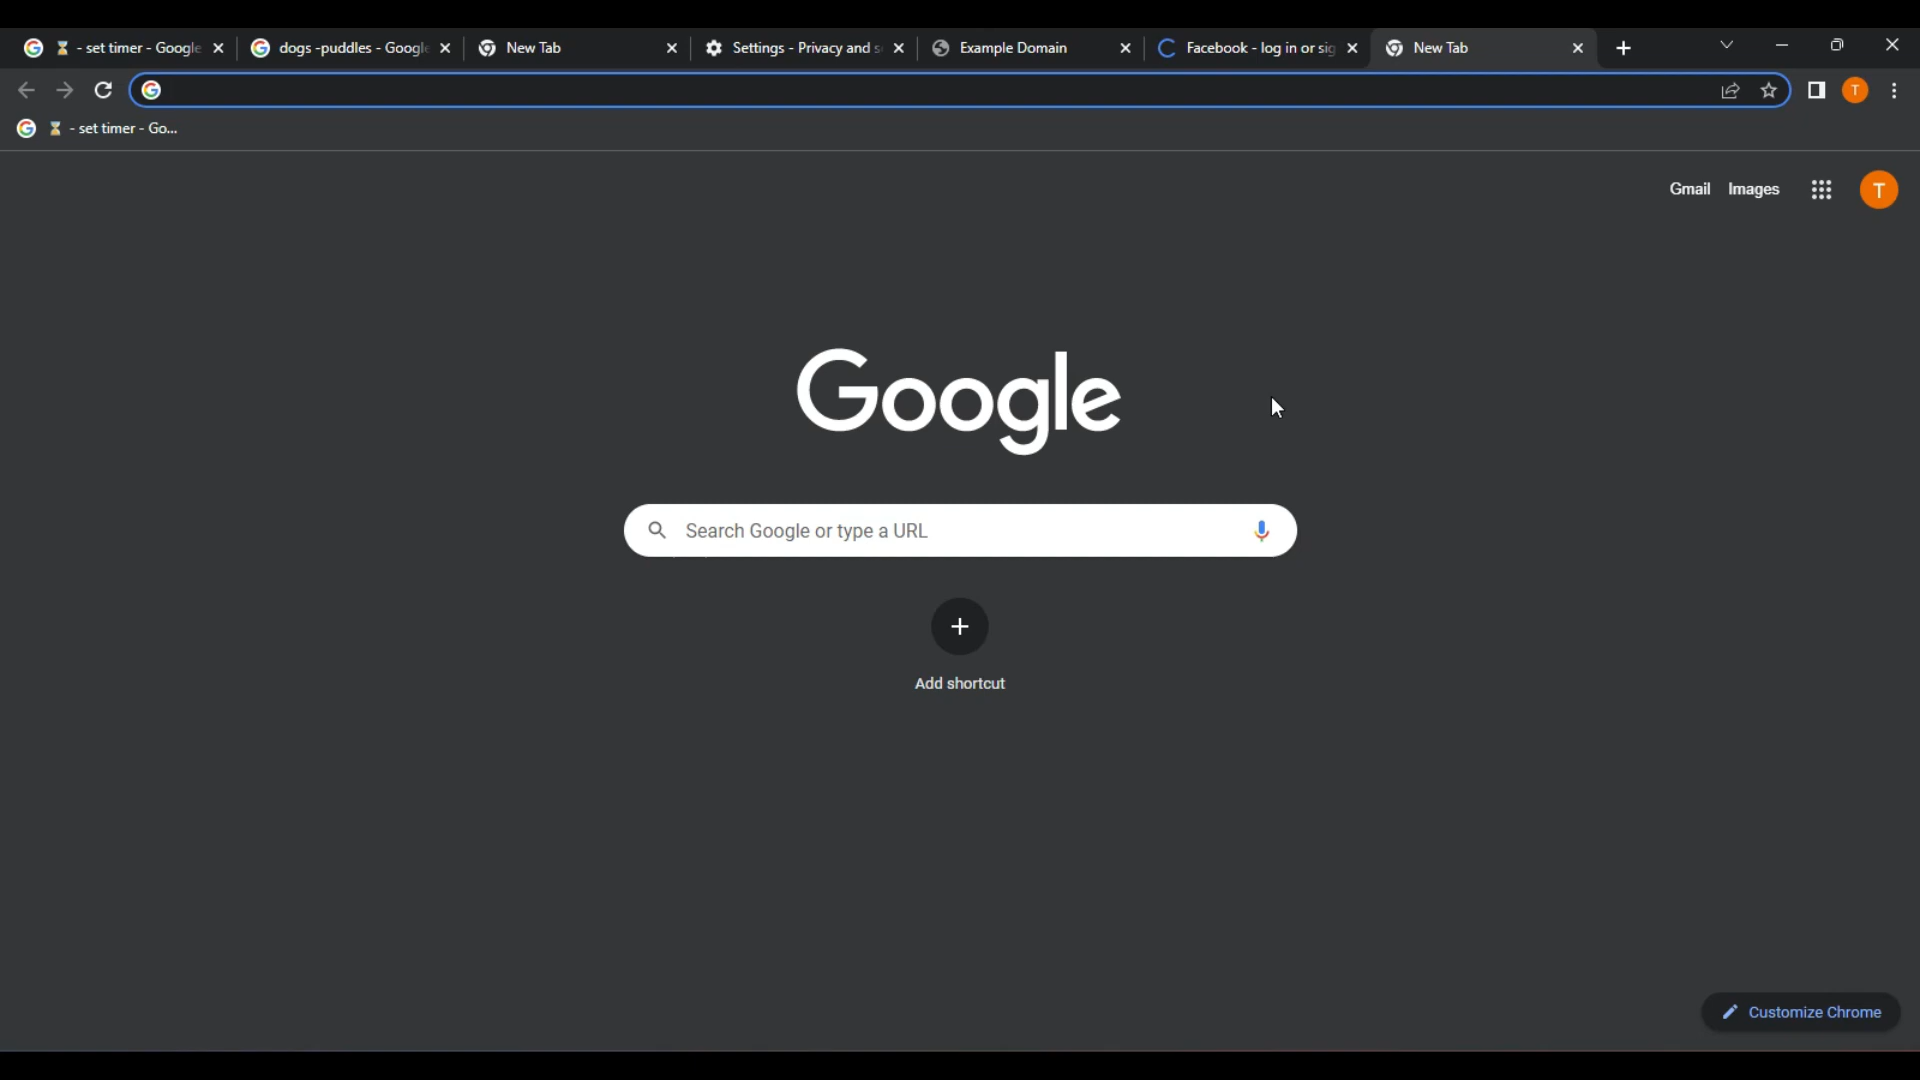 ⌛ - set timer - Google
dogs -puddles - Google
New Tab
Settings - Privacy and s
Example Domain
Facebook - log in or sig
New Tab
⌛ - set timer - Go...
T
Gmail Images T
Google
Search Google or type a URL
Add shortcut
Customize Chrome